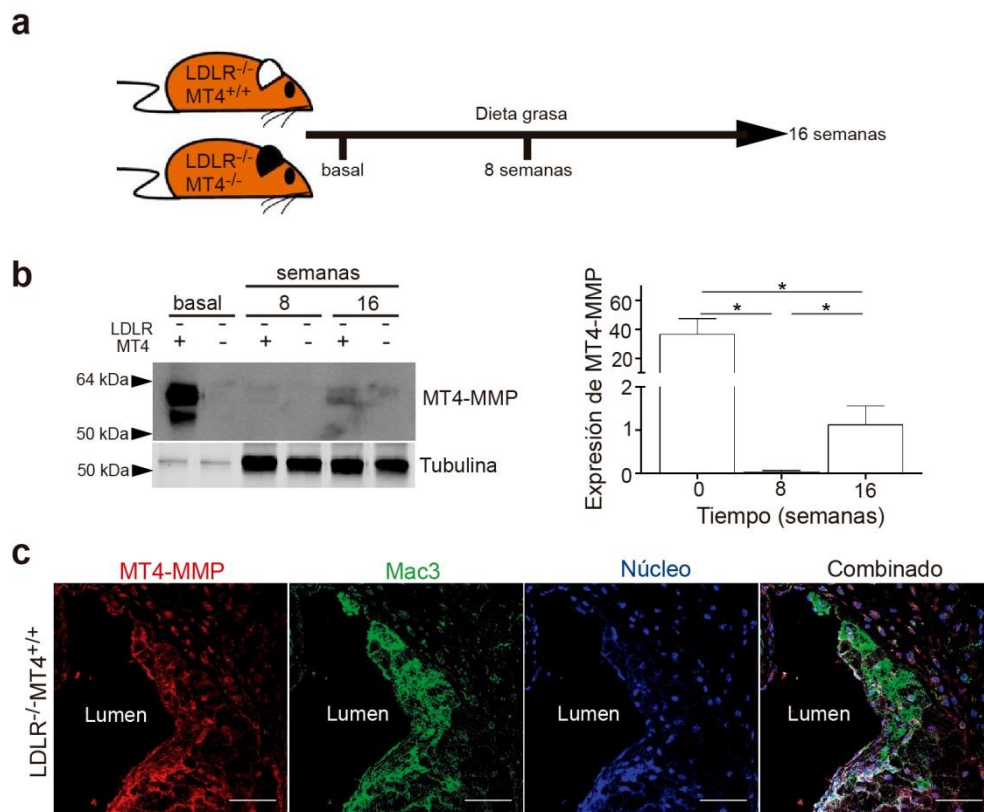 a
LDLR-/-
MT4+/+
LDLR-/-
MT4-/-
Dieta grasa
basal
8 semanas
16 semanas
b
semanas
basal 8 16
LDLR - - - - - -
MT4 + - + - + -
64 kDa
50 kDa
MT4-MMP
50 kDa
Tubulina
Expresión de MT4-MMP
60
40
20
2
1
0
* * *
0 8 16
Tiempo (semanas)
c
MT4-MMP Mac3 Núcleo Combinado
LDLR-/-MT4+/+
Lumen Lumen Lumen Lumen